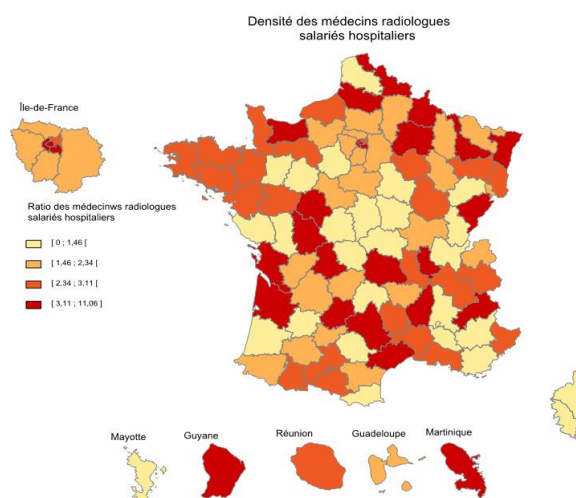 Densité des médecins radiologues
salariés hospitaliers
Île-de-France
Ratio des médecinws radiologues
salariés hospitaliers
[ 0 ; 1,46 [
[ 1,46 ; 2,34 [
[ 2,34 ; 3,11 [
[ 3,11 ; 11,06 [
Mayotte
Guyane
Réunion
Guadeloupe
Martinique